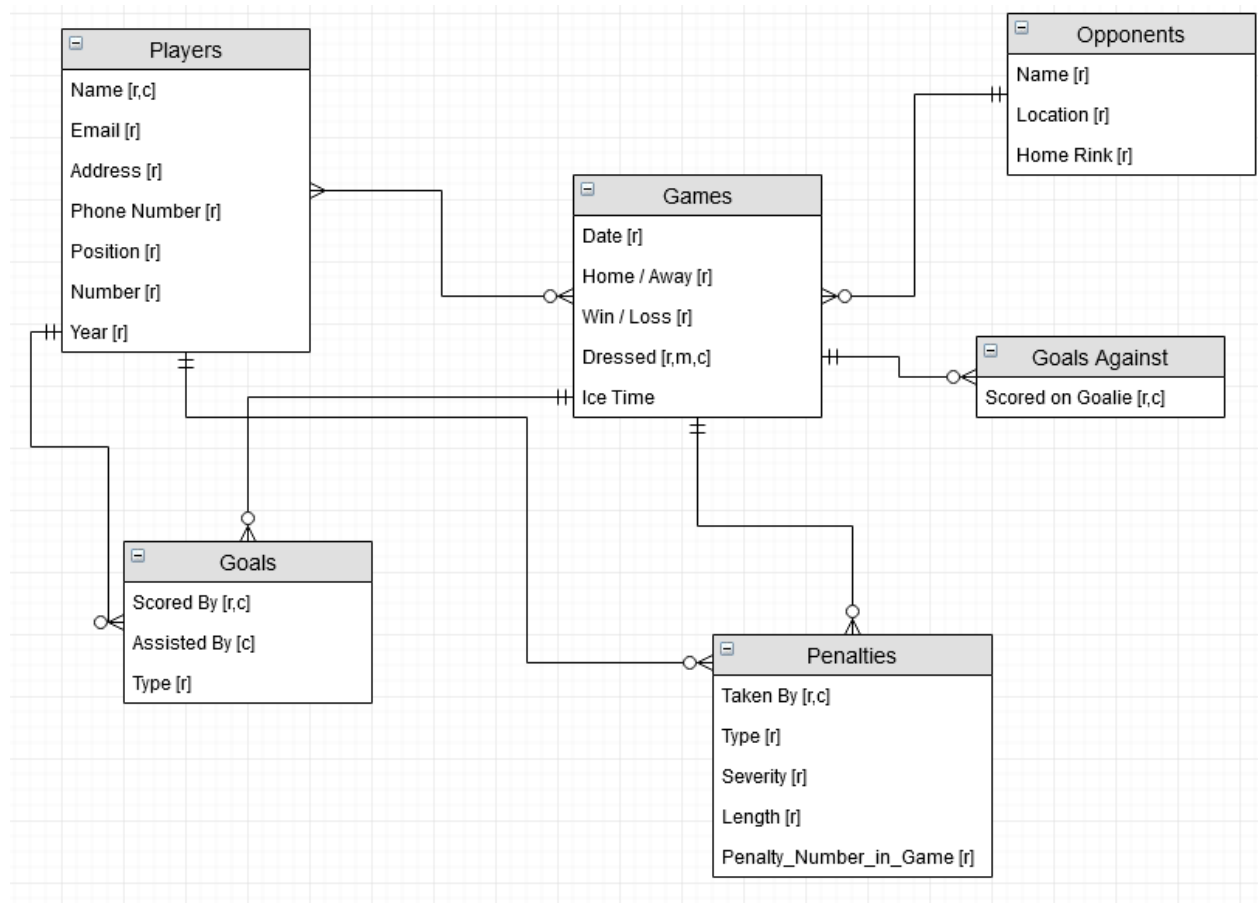 Players
Name [r,c]
Email [r]
Address [r]
Phone Number [r]
Position [r]
Number [r]
Year [r]
Opponents
Name [r]
Location [r]
Home Rink [r]
Games
Date [r]
Home / Away [r]
Win / Loss [r]
Dressed [r,m,c]
Ice Time
Goals Against
Scored on Goalie [r,c]
Goals
Scored By [r,c]
Assisted By [c]
Type [r]
Penalties
Taken By [r,c]
Type [r]
Severity [r]
Length [r]
Penalty_Number_in_Game [r]